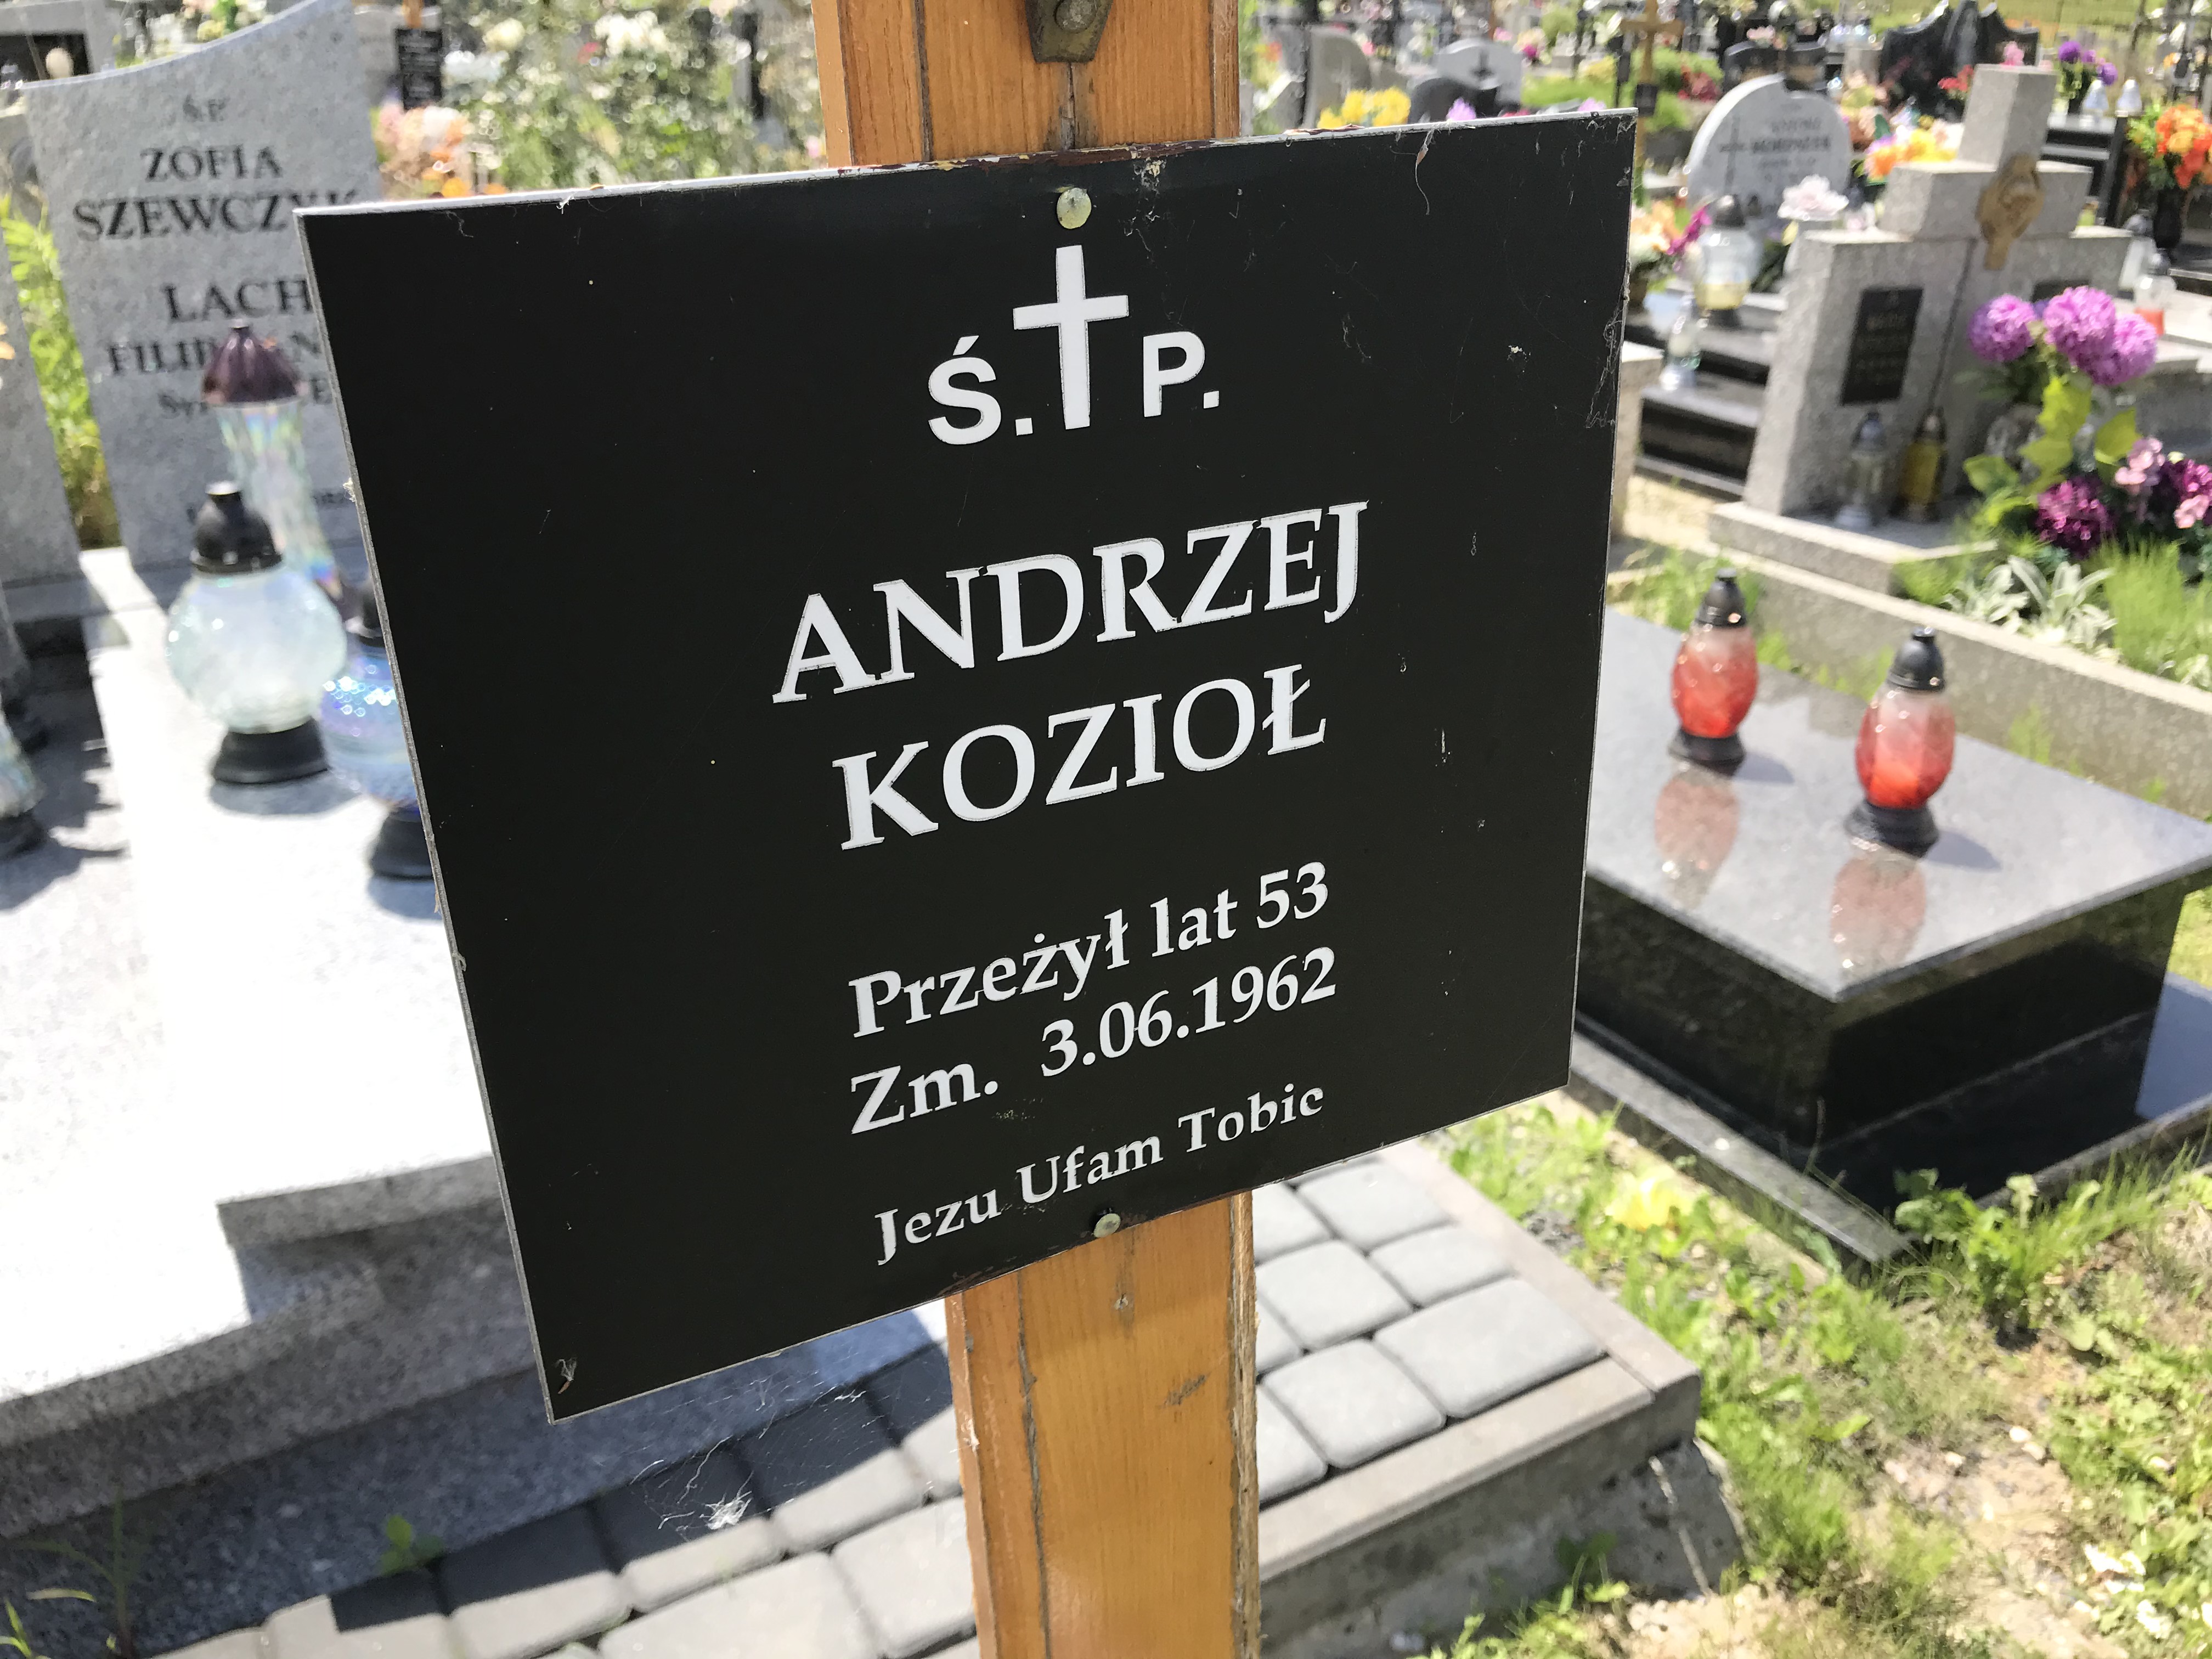 Ś. P.
ANDRZEJ
KOZIOŁ
Przeżył lat 53
Zm. 3.06.1962
Jezu Ufam Tobie
ZOFIA
SZEWCZYK
LACH